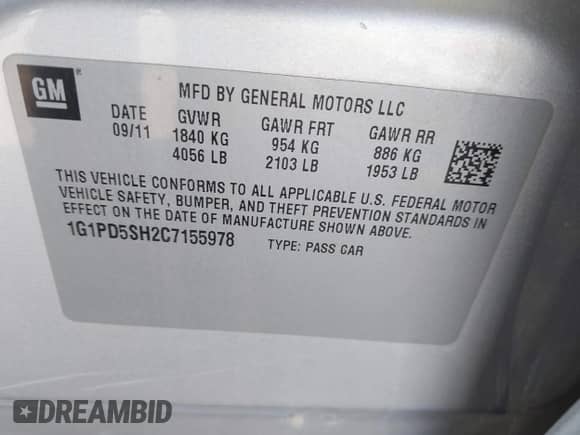 GM ®
MFD BY GENERAL MOTORS LLC
DATE GVWR GAWR FRT GAWR RR
09/11 1840 KG 954 KG 886 KG
4056 LB 2103 LB 1953 LB
THIS VEHICLE CONFORMS TO ALL APPLICABLE U.S. FEDERAL MOTOR
VEHICLE SAFETY, BUMPER, AND THEFT PREVENTION STANDARDS IN
EFFECT ON THE DATE OF MANUFACTURE SHOWN ABOVE.
1G1PD5SH2C7155978 TYPE: PASS CAR
DREAMBID